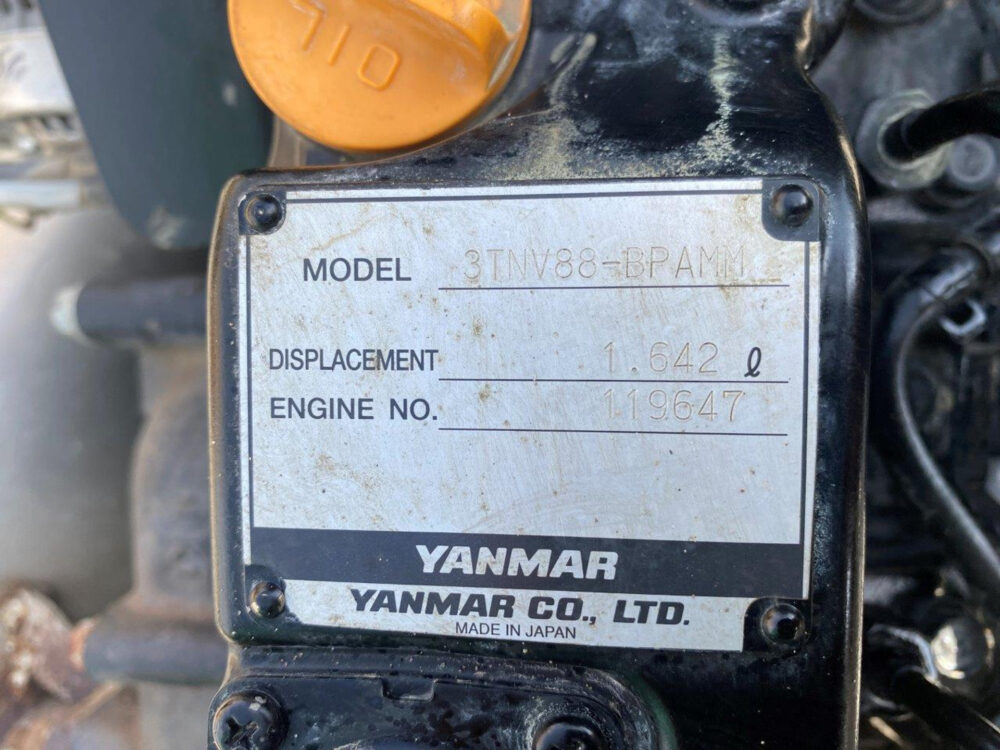 OIL
MODEL 3TNV88-BPAMM
DISPLACEMENT 1.642 ℓ
ENGINE NO. 119647
YANMAR
YANMAR CO., LTD.
MADE IN JAPAN